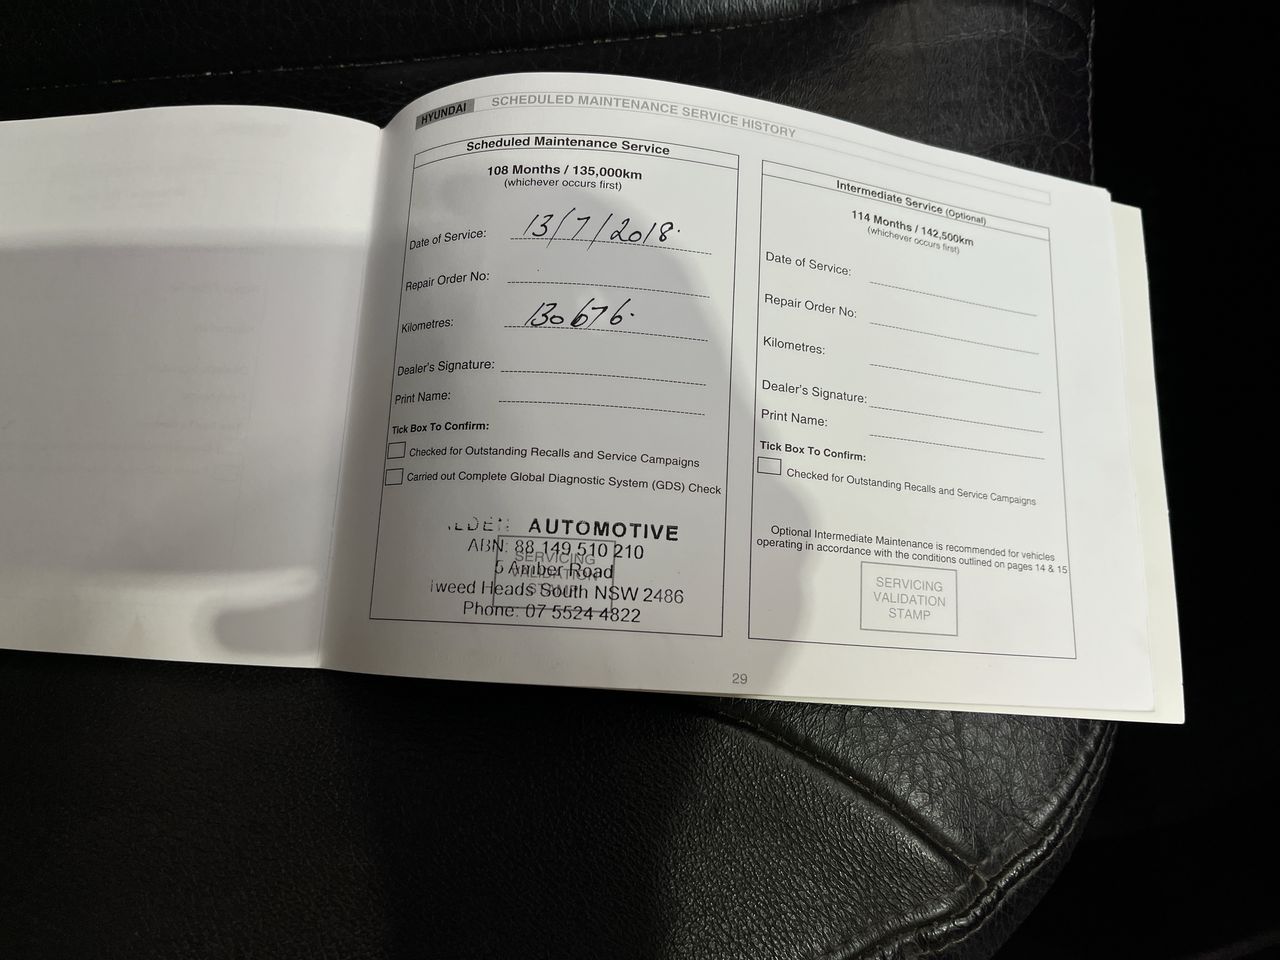 HYUNDAI SCHEDULED MAINTENANCE SERVICE HISTORY
Scheduled Maintenance Service
108 Months / 135,000km
(whichever occurs first)
Date of Service: 13/7/2018.
Repair Order No:
Kilometres: 130676.
Dealer's Signature:
Print Name:
Tick Box To Confirm:
Checked for Outstanding Recalls and Service Campaigns
Carried out Complete Global Diagnostic System (GDS) Check
AUTOMOTIVE
ABN: 88 149 510 210
5 Amber Road
weed Heads South NSW 2486
Phone: 07 5524 4822
SERVICING
VALIDATION
STAMP
Intermediate Service (Optional)
114 Months / 142,500km
(whichever occurs first)
Date of Service:
Repair Order No:
Kilometres:
Dealer's Signature:
Print Name:
Tick Box To Confirm:
Checked for Outstanding Recalls and Service Campaigns
Optional Intermediate Maintenance is recommended for vehicles
operating in accordance with the conditions outlined on pages 14 & 15
SERVICING
VALIDATION
STAMP
29